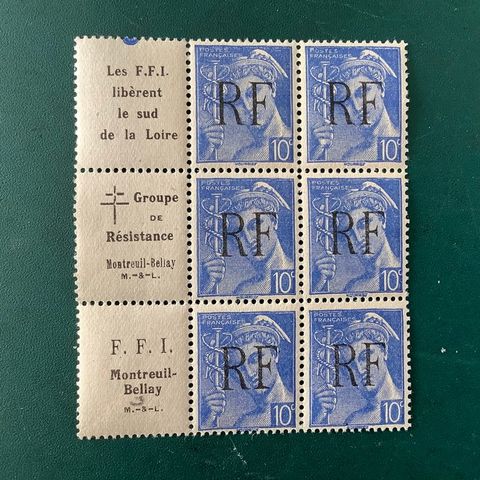 Les F.F.I.
libèrent
le sud
de la Loire
POSTES
FRANÇAISES
RF
10c
POSTES
FRANÇAISES
RF
10c
Groupe
DE
Résistance
Montreuil-Bellay
M.-&-L.
POSTES
FRANÇAISES
RF
10c
POSTES
FRANÇAISES
RF
10c
F. F. I.
Montreuil-
Bellay
M.-&-L.
POSTES
FRANÇAISES
RF
10c
POSTES
FRANÇAISES
RF
10c